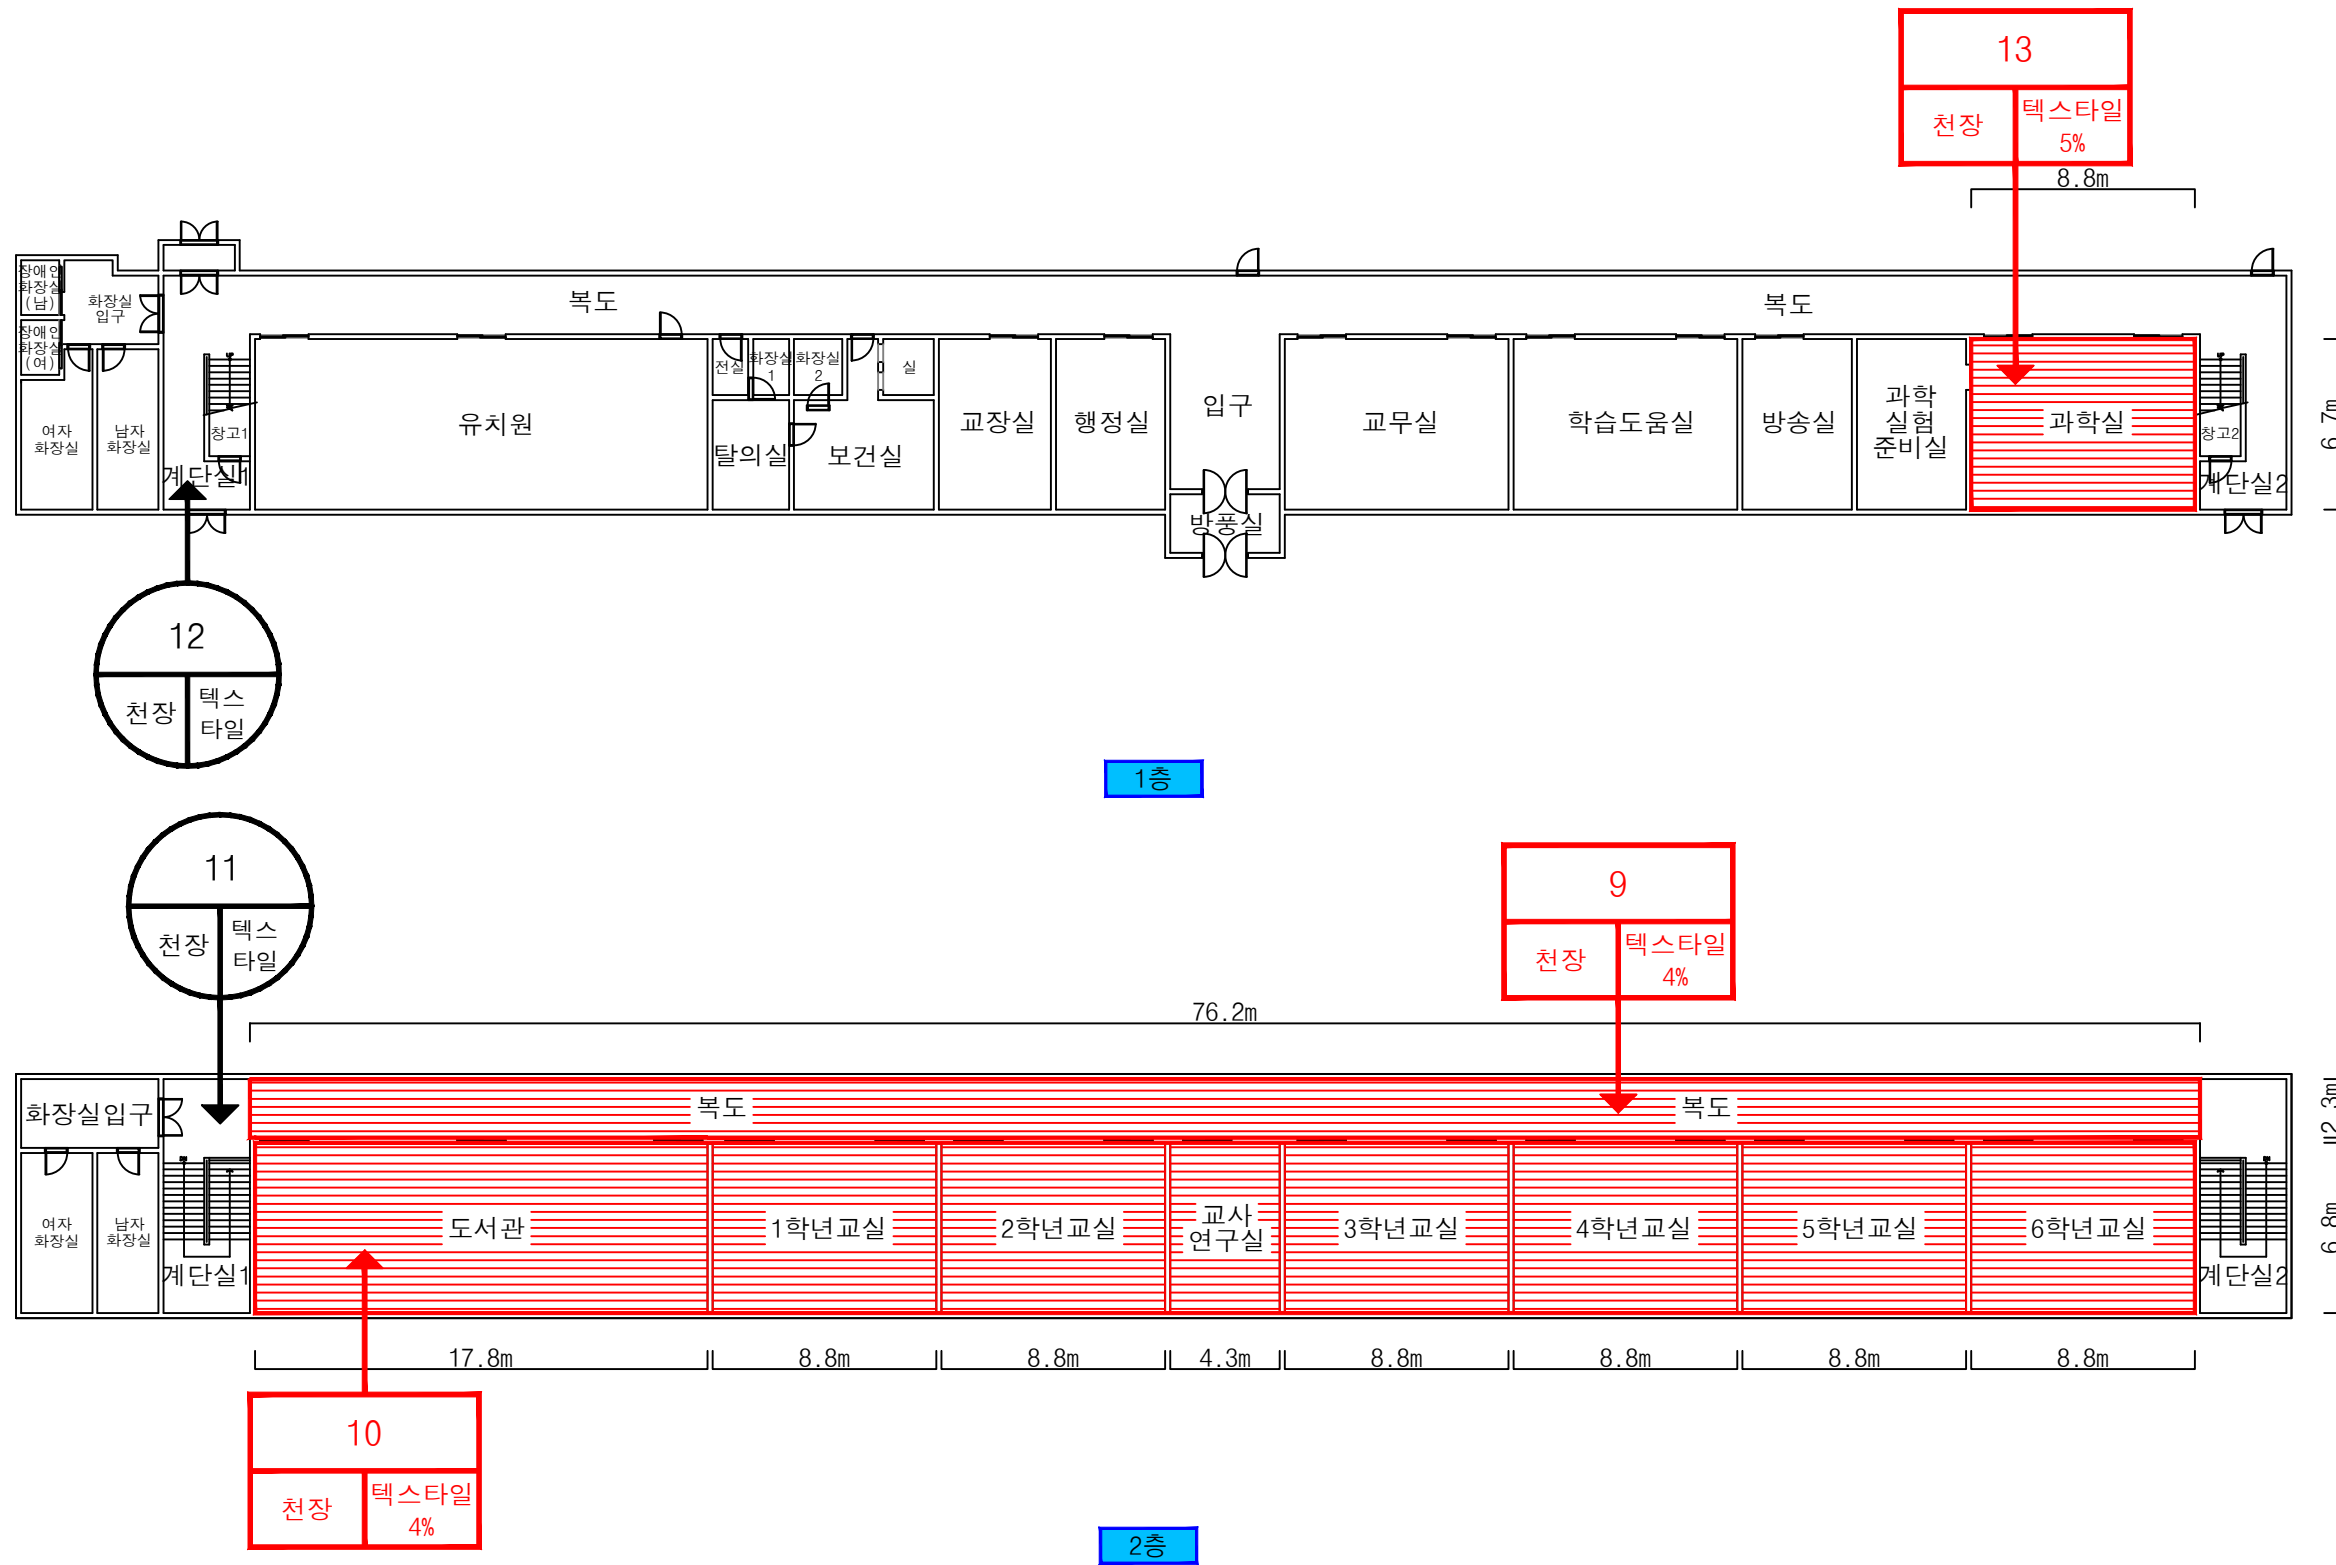 13
천장
텍스타일
5%
8.8m
장애인
화장실
(남)
화장실
입구
장애인
화장실
(여)
복도
복도
여자
화장실
남자
화장실
창고1
계단실1
유치원
전실
화장실
1
화장실
2
실
탈의실
보건실
교장실
행정실
입구
방풍실
교무실
학습도움실
방송실
과학
실험
준비실
과학실
창고2
계단실2
6.7m
12
천장
텍스
타일
1층
11
천장
텍스
타일
9
천장
텍스타일
4%
76.2m
화장실입구
복도
복도
2.3m
여자
화장실
남자
화장실
계단실1
도서관
1학년교실
2학년교실
교사
연구실
3학년교실
4학년교실
5학년교실
6학년교실
계단실2
6.8m
17.8m
8.8m
8.8m
4.3m
8.8m
8.8m
8.8m
8.8m
10
천장
텍스타일
4%
2층